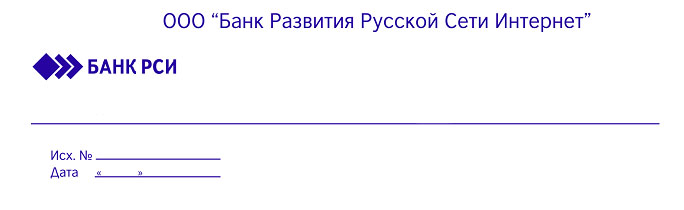 ООО “Банк Развития Русской Сети Интернет”
БАНК РСИ
Исх. №
Дата « »